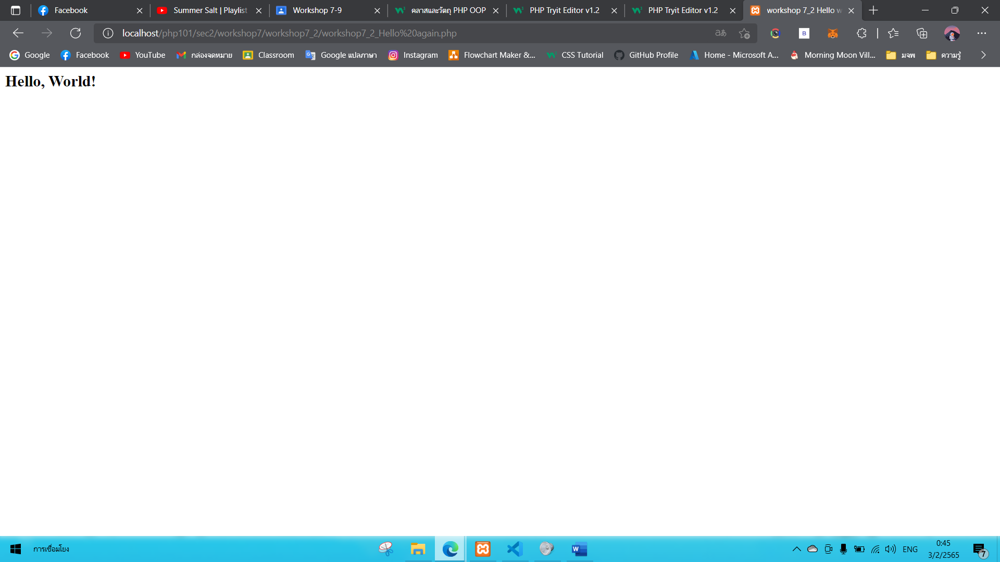 Facebook
Summer Salt | Playlist
Workshop 7-9
คลาสและวัตถุ PHP OOP
PHP Tryit Editor v1.2
PHP Tryit Editor v1.2
workshop 7_2 Hello w
localhost/php101/sec2/workshop7/workshop7_2/workshop7_2_Hello%20again.php
Google
Facebook
YouTube
กล่องจดหมาย
Classroom
Google แปลภาษา
Instagram
Flowchart Maker &...
CSS Tutorial
GitHub Profile
Home - Microsoft A...
Morning Moon Vill...
มจพ
ความรู้
Hello, World!
การเชื่อมโยง
ENG
0:45
3/2/2565
7